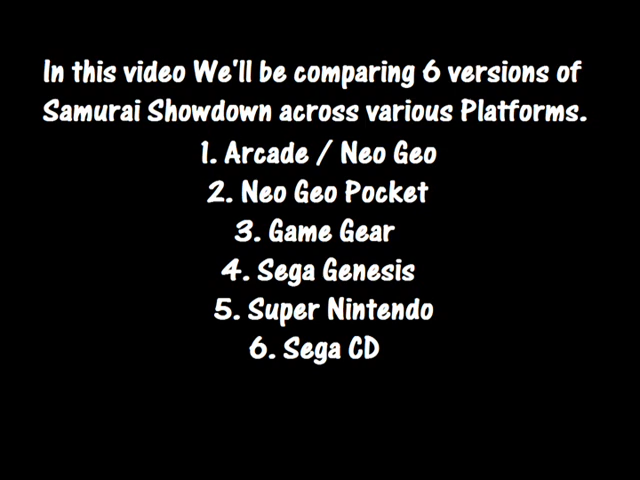 In this video We'll be comparing 6 versions of
Samurai Showdown across various Platforms.
1. Arcade / Neo Geo
2. Neo Geo Pocket
3. Game Gear
4. Sega Genesis
5. Super Nintendo
6. Sega CD